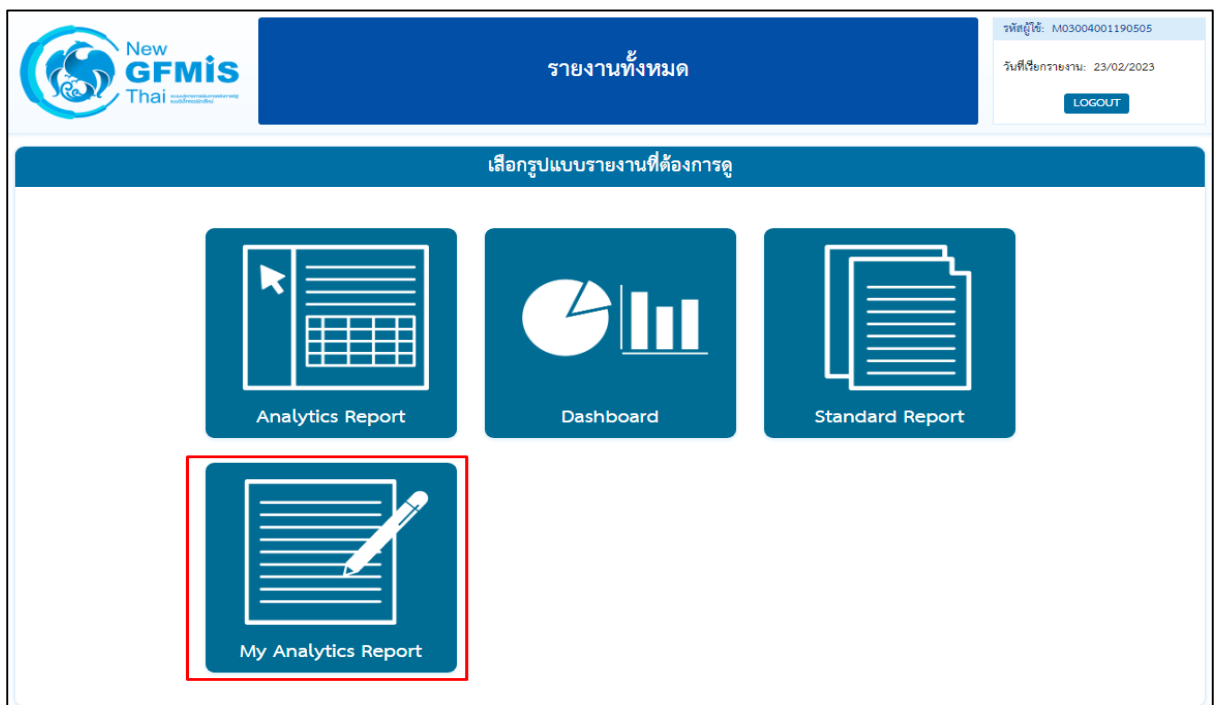 New
GFMiS
Thai
รายงานทั้งหมด
รหัสผู้ใช้: M03004001190505
วันที่เรียกรายงาน: 23/02/2023
LOGOUT
เลือกรูปแบบรายงานที่ต้องการดู
Analytics Report
Dashboard
Standard Report
My Analytics Report